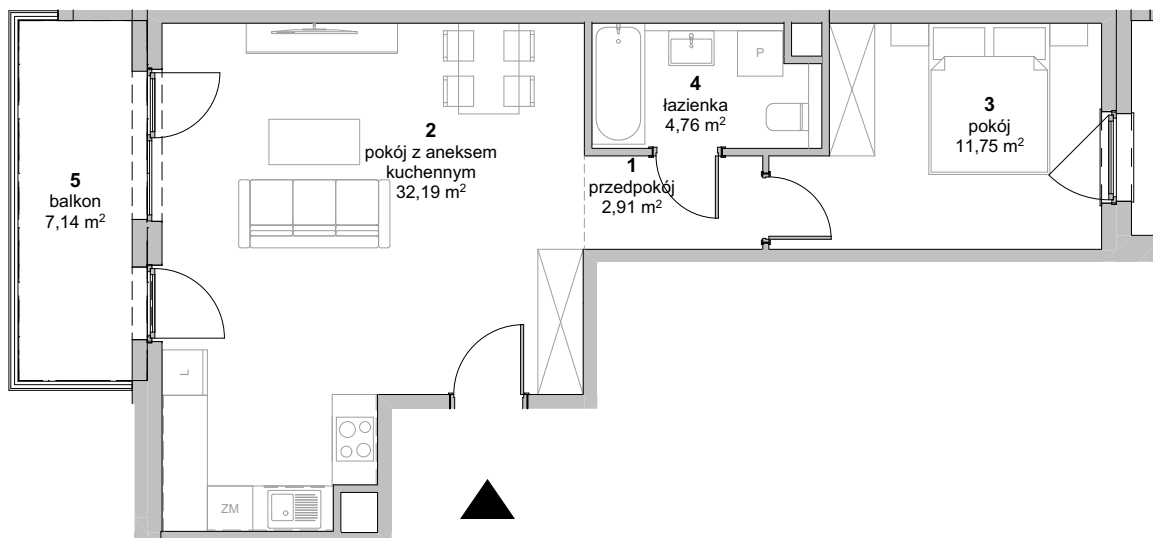 5
balkon
7,14 m²
2
pokój z aneksem
kuchennym
32,19 m²
1
przedpokój
2,91 m²
4
łazienka
4,76 m²
P
3
pokój
11,75 m²
L
ZM